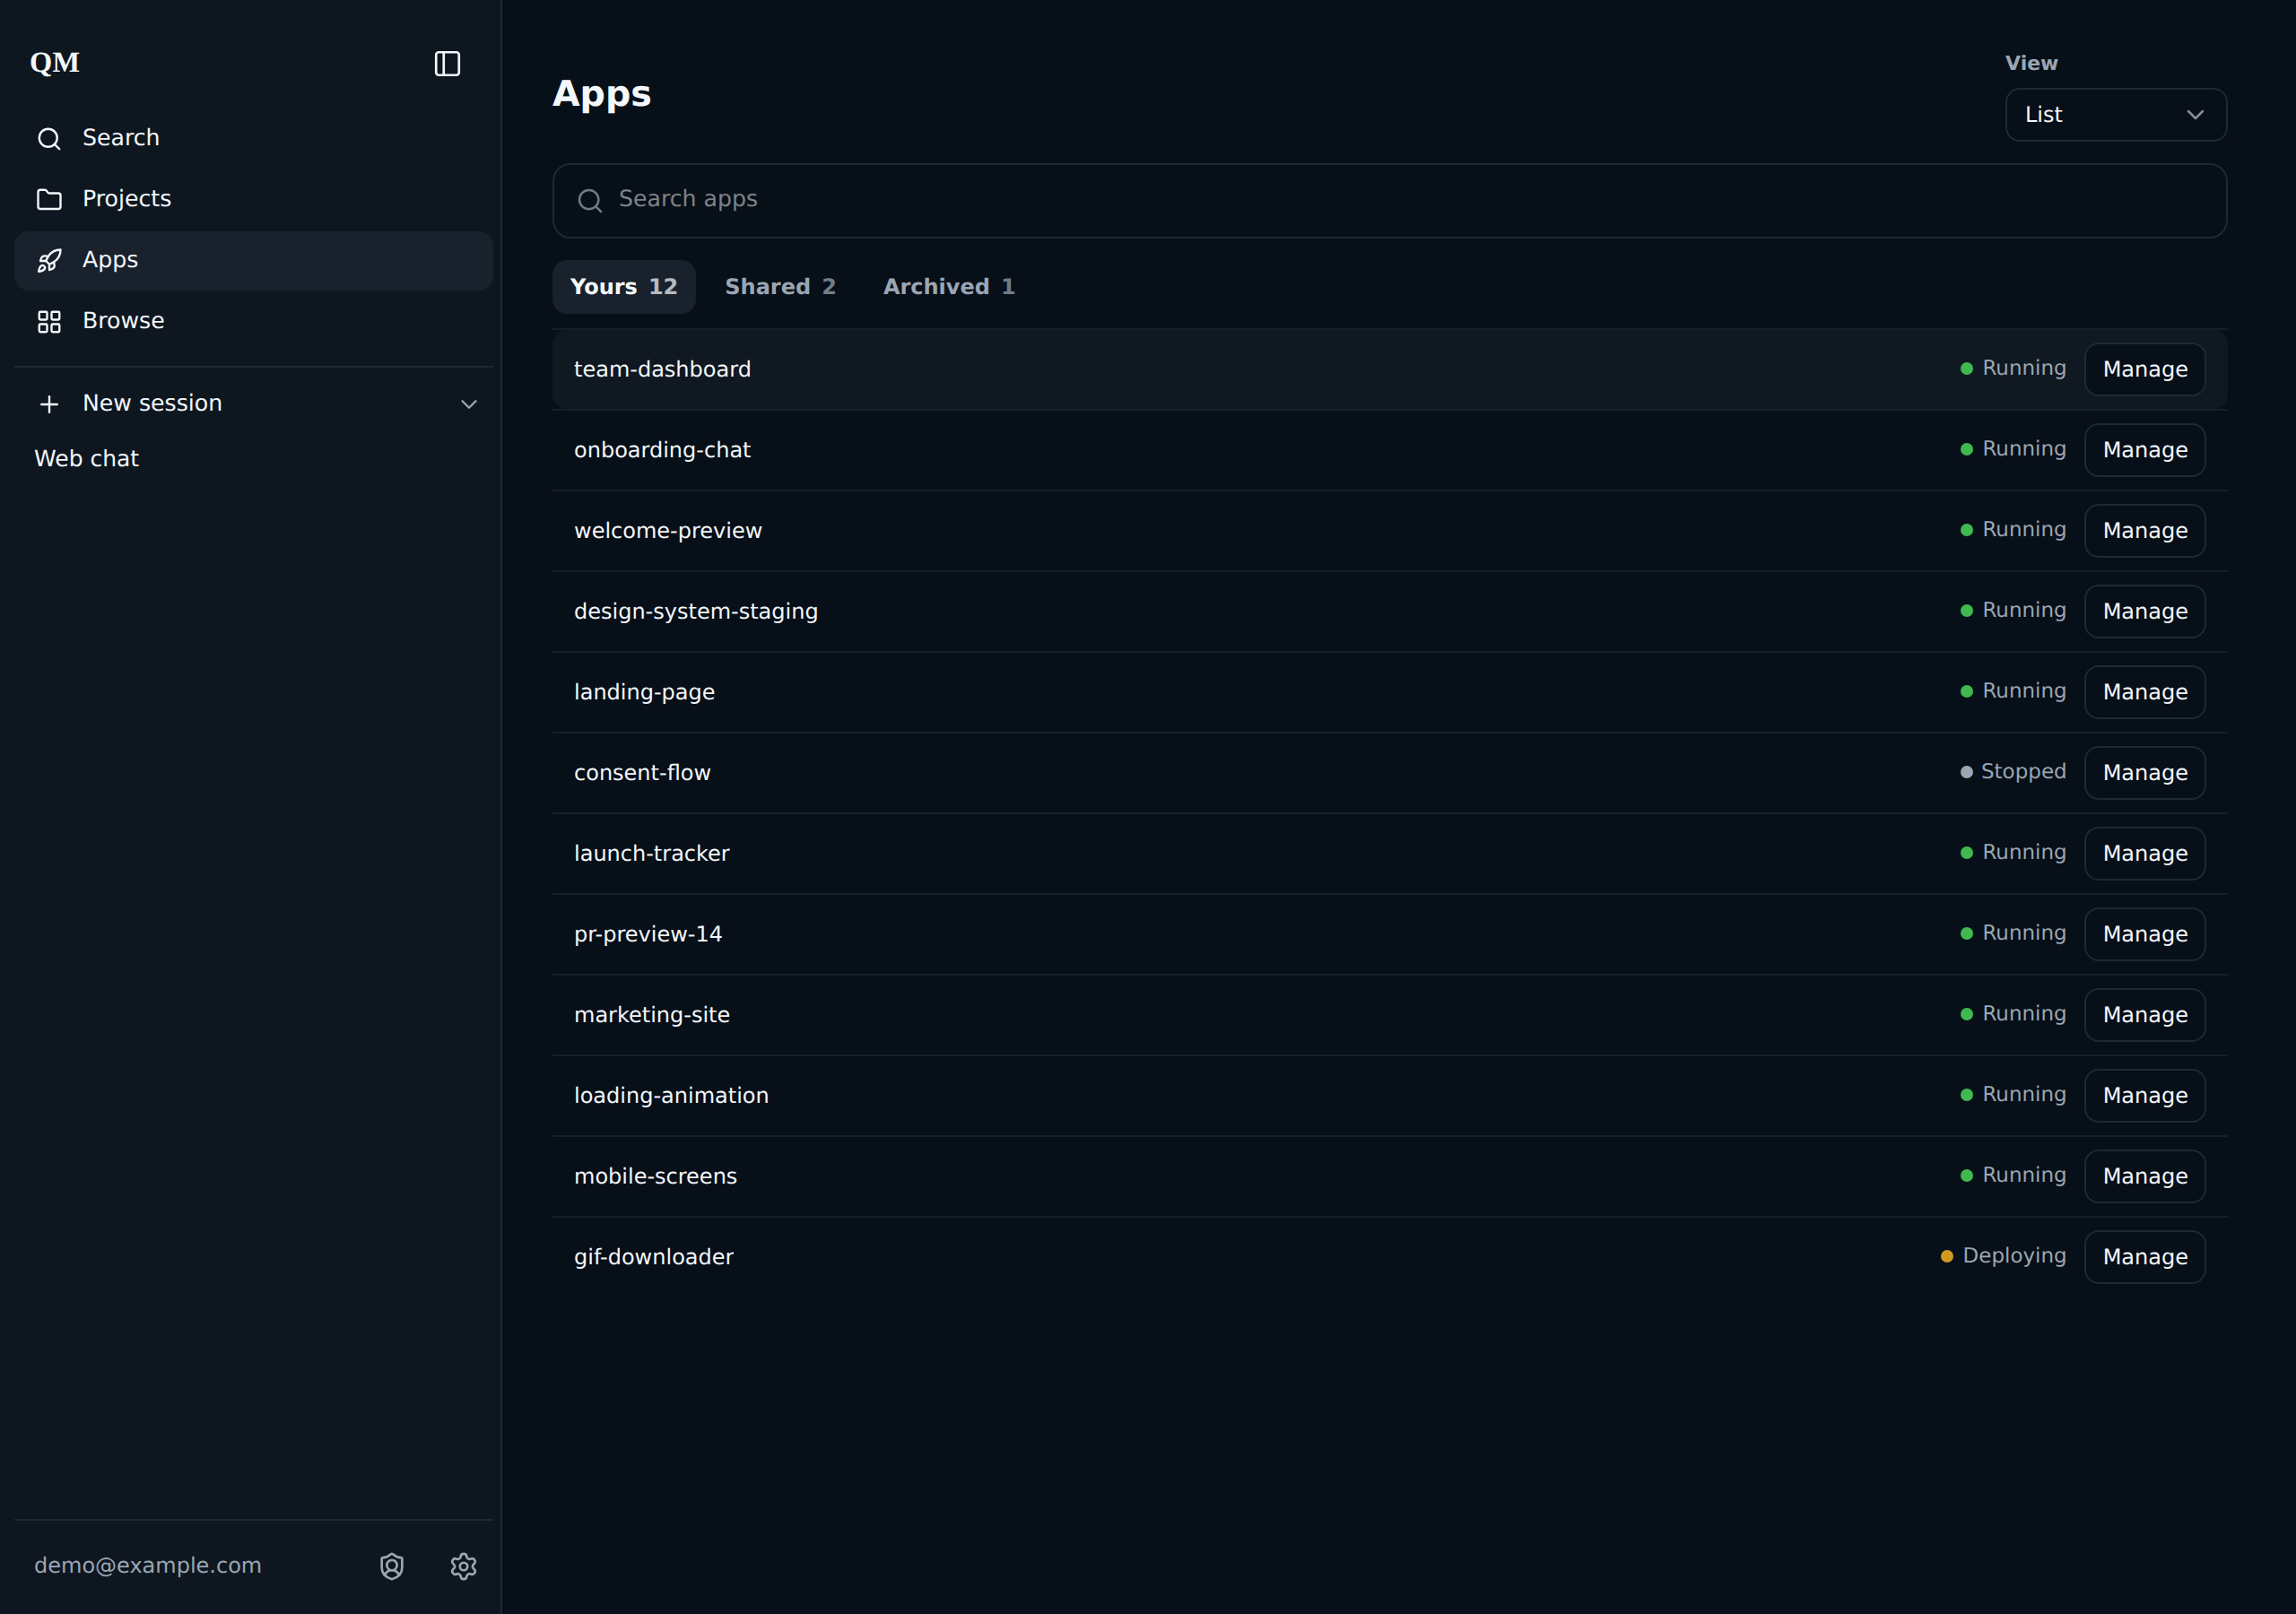 QM
Search
Projects
Apps
Browse
New session
Web chat
demo@example.com
Apps
View
List
Search apps
Yours 12 Shared 2 Archived 1
team-dashboard Running Manage
onboarding-chat Running Manage
welcome-preview Running Manage
design-system-staging Running Manage
landing-page Running Manage
consent-flow Stopped Manage
launch-tracker Running Manage
pr-preview-14 Running Manage
marketing-site Running Manage
loading-animation Running Manage
mobile-screens Running Manage
gif-downloader Deploying Manage